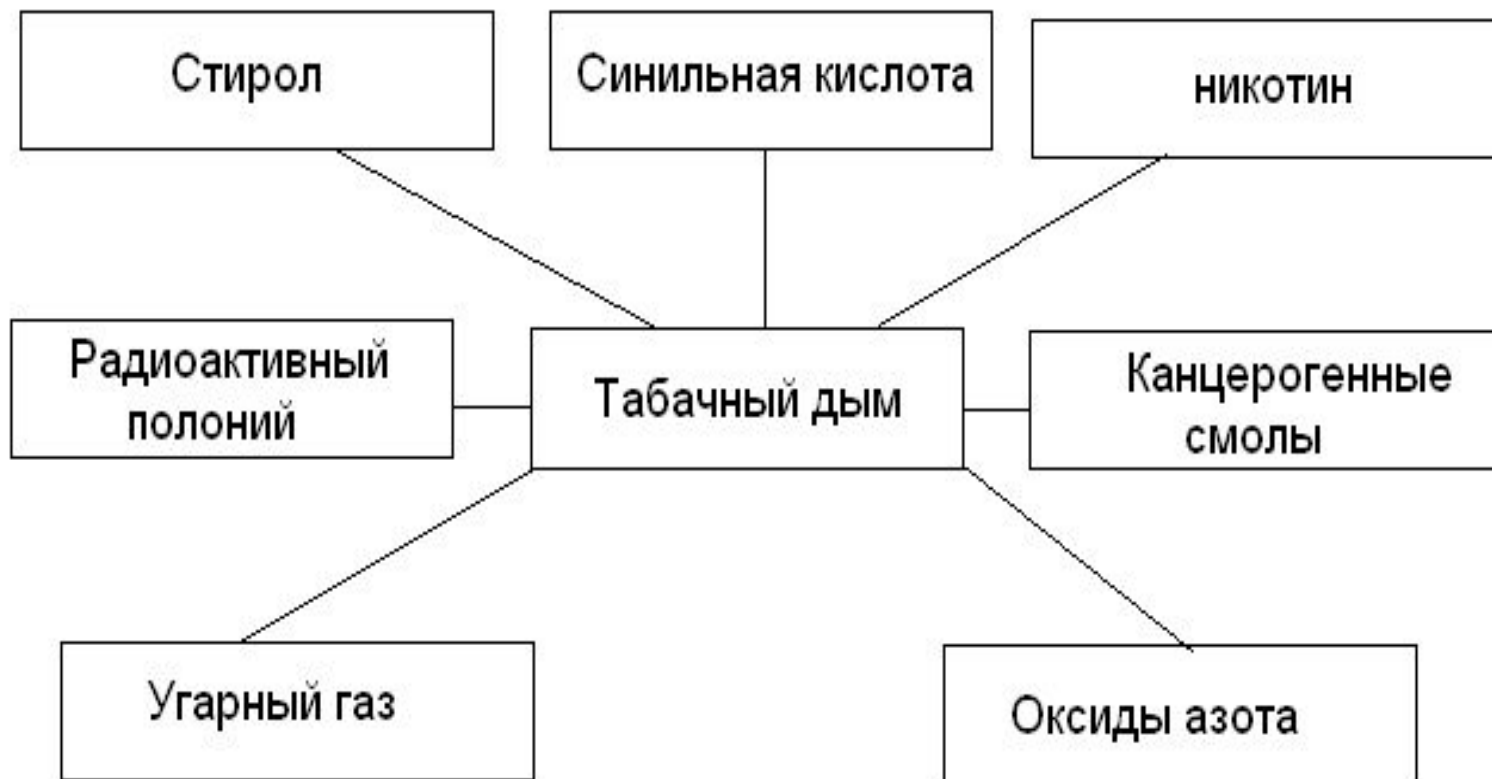 Стирол
Синильная кислота
никотин
Радиоактивный
полоний
Табачный дым
Канцерогенные
смолы
Угарный газ
Оксиды азота